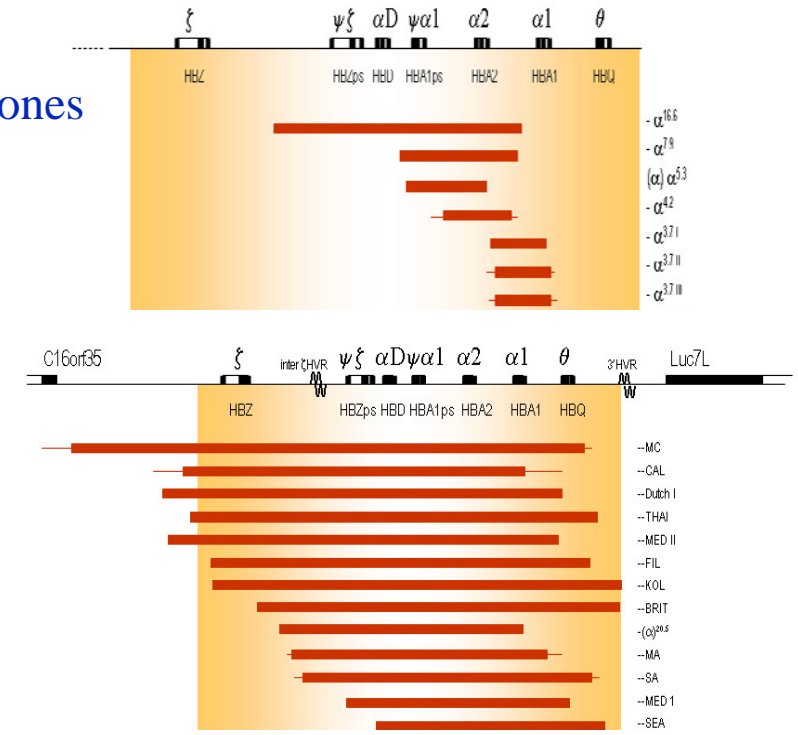 ζ ψζ αD ψα1 α2 α1 θ
HBZ HBZps HBD HBA1ps HBA2 HBA1 HBQ
ones
- α16.6
- α7.9
(α) α5.3
- α4.2
- α3.7 I
- α3.7 II
- α3.7 III
C16orf35 ζ inter ζHVR ψζ αD ψα1 α2 α1 θ 3'HVR Luc7L
HBZ HBZps HBD HBA1ps HBA2 HBA1 HBQ
--MC
--CAL
--Dutch I
--THAI
--MED II
--FIL
--KOL
--BRIT
-(α)20.5
--MA
--SA
--MED 1
--SEA